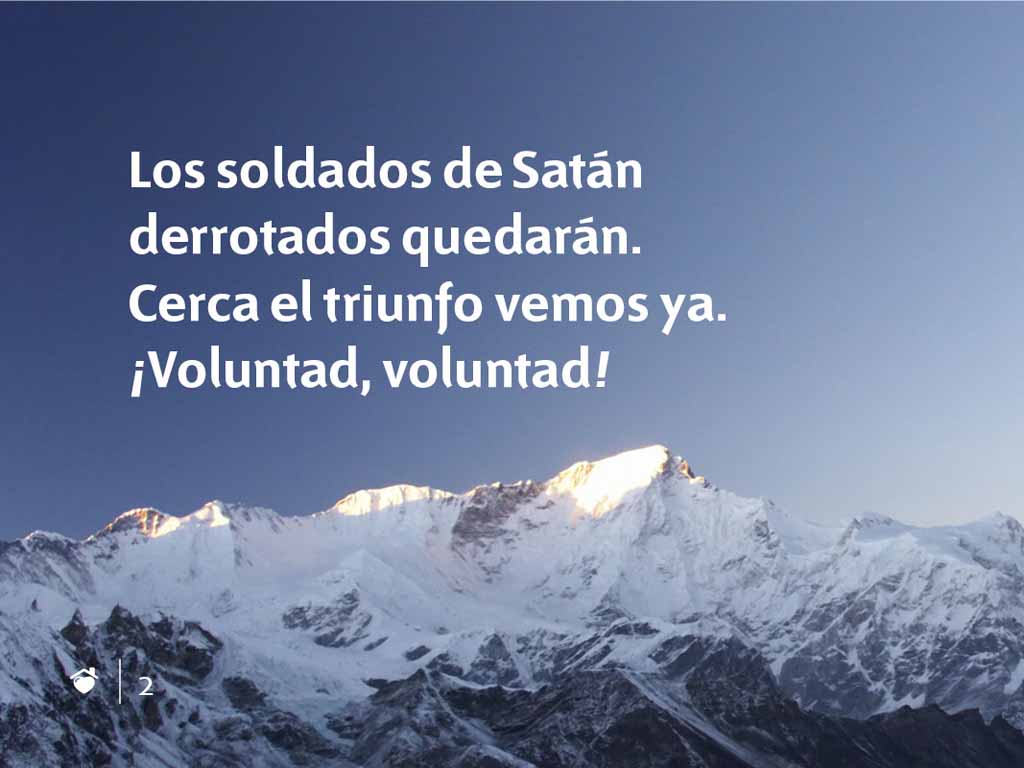 Los soldados de Satán
derrotados quedarán.
Cerca el triunfo vemos ya.
¡Voluntad, voluntad!
2